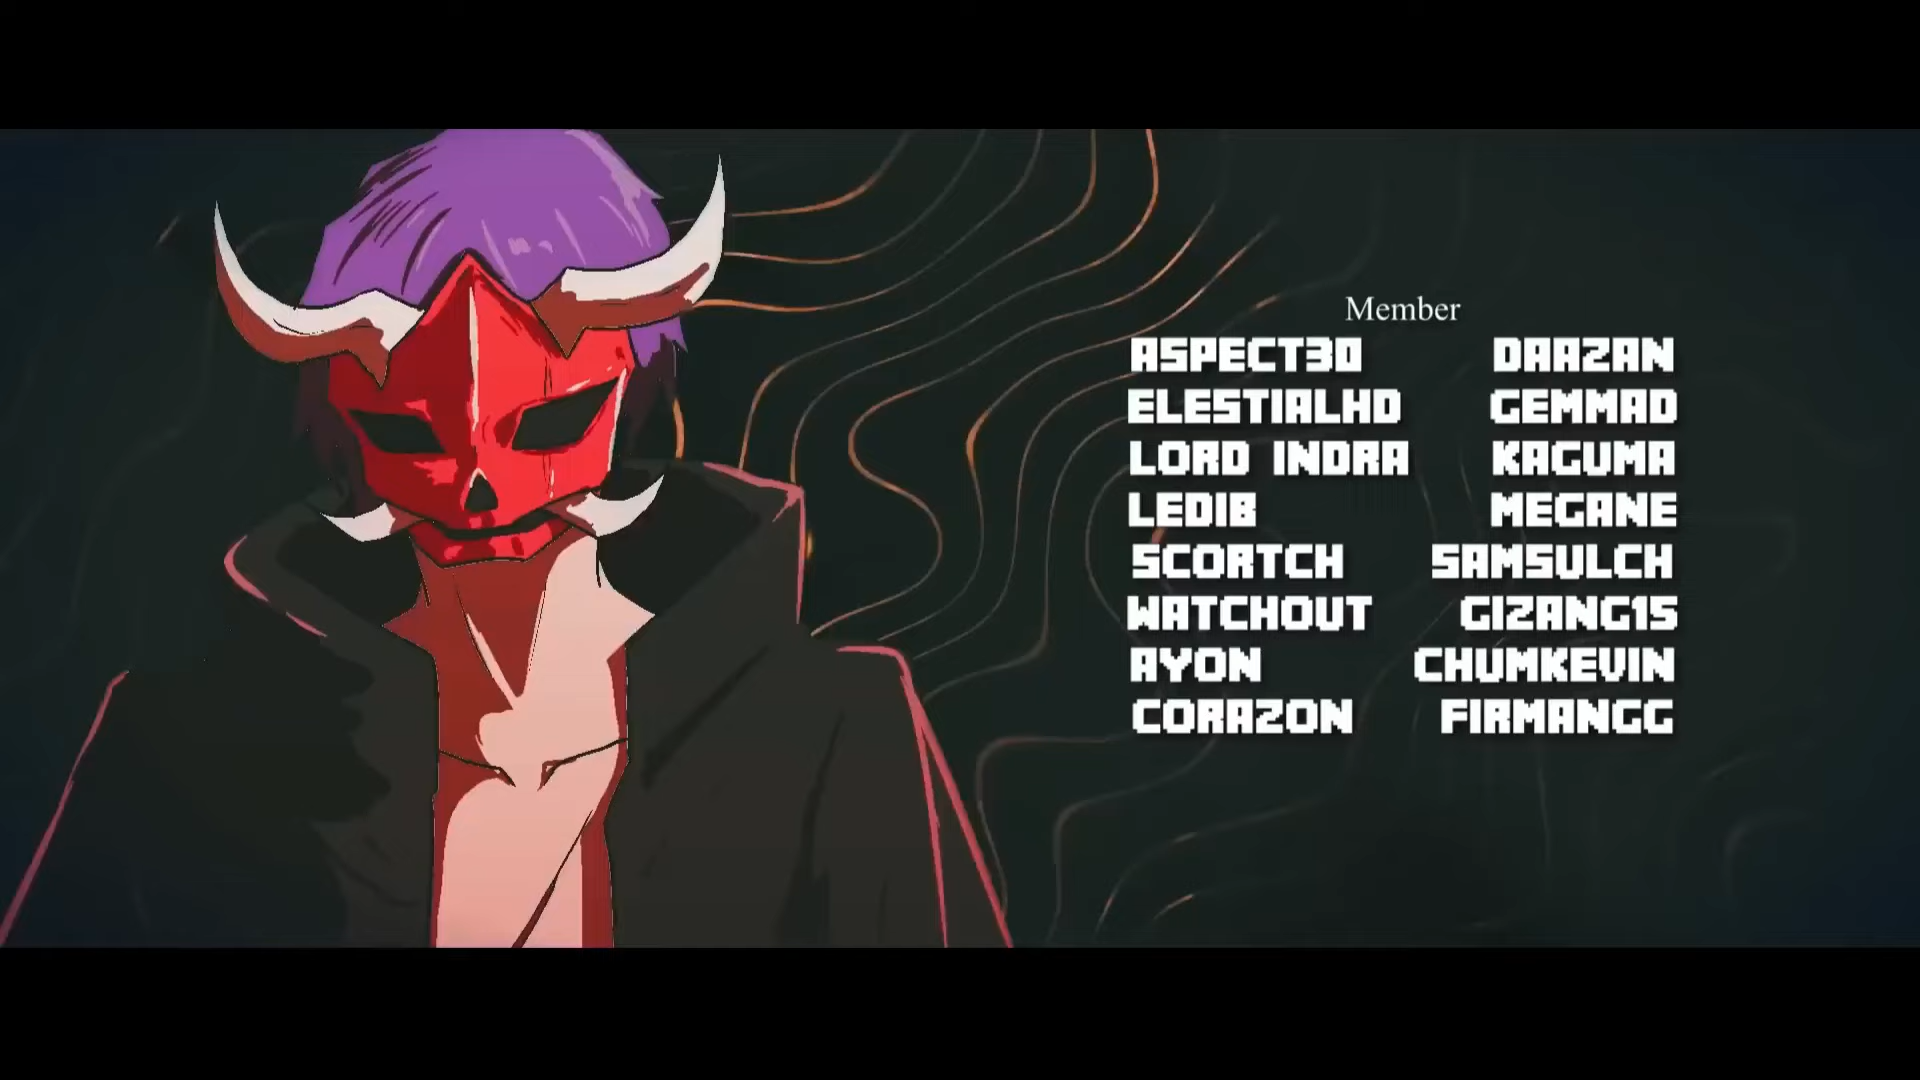 Member
ASPECT30 DAAZAN
ELESTIALHD GEMMAD
LORD INDRA KAGUMA
LEDIB MEGANE
SCORTCH SAMSULCH
WATCHOUT GIZANG15
AYON CHUMKEVIN
CORAZON FIRMANGG